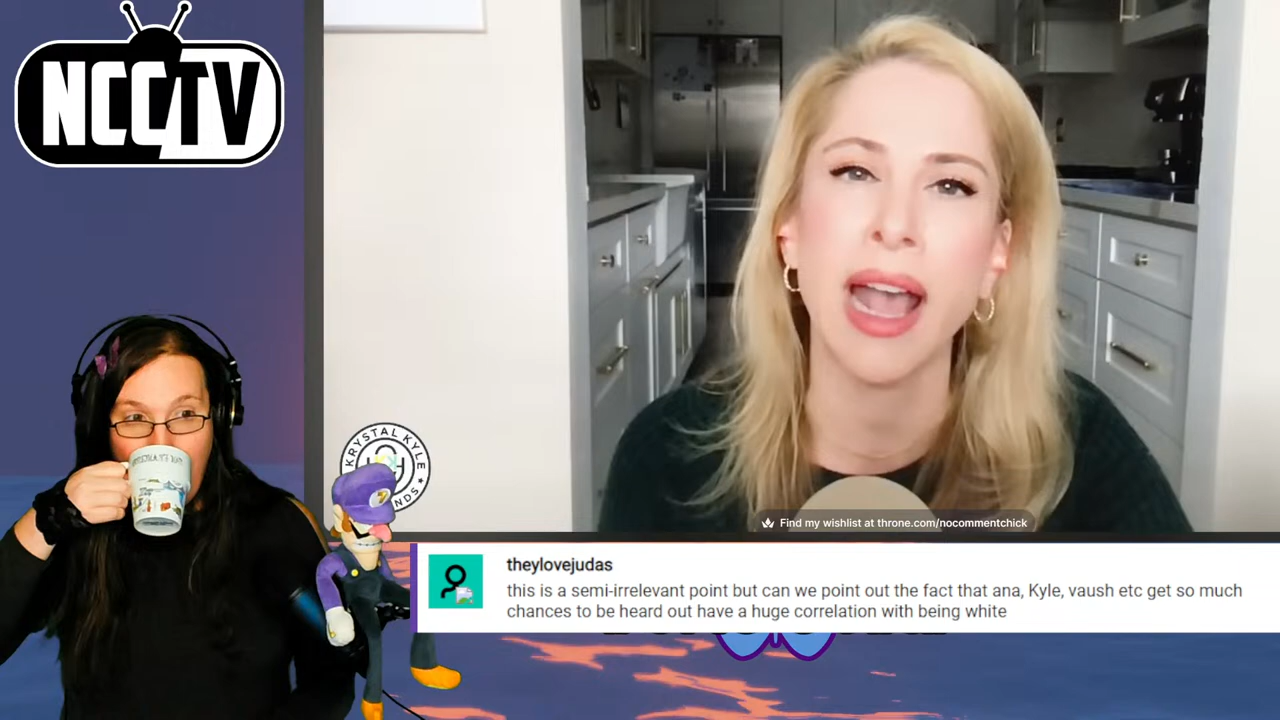 NCCTV
KRYSTAL KYLE
Find my wishlist at throne.com/nocommentchick
theylovejudas
this is a semi-irrelevant point but can we point out the fact that ana, Kyle, vaush etc get so much
chances to be heard out have a huge correlation with being white